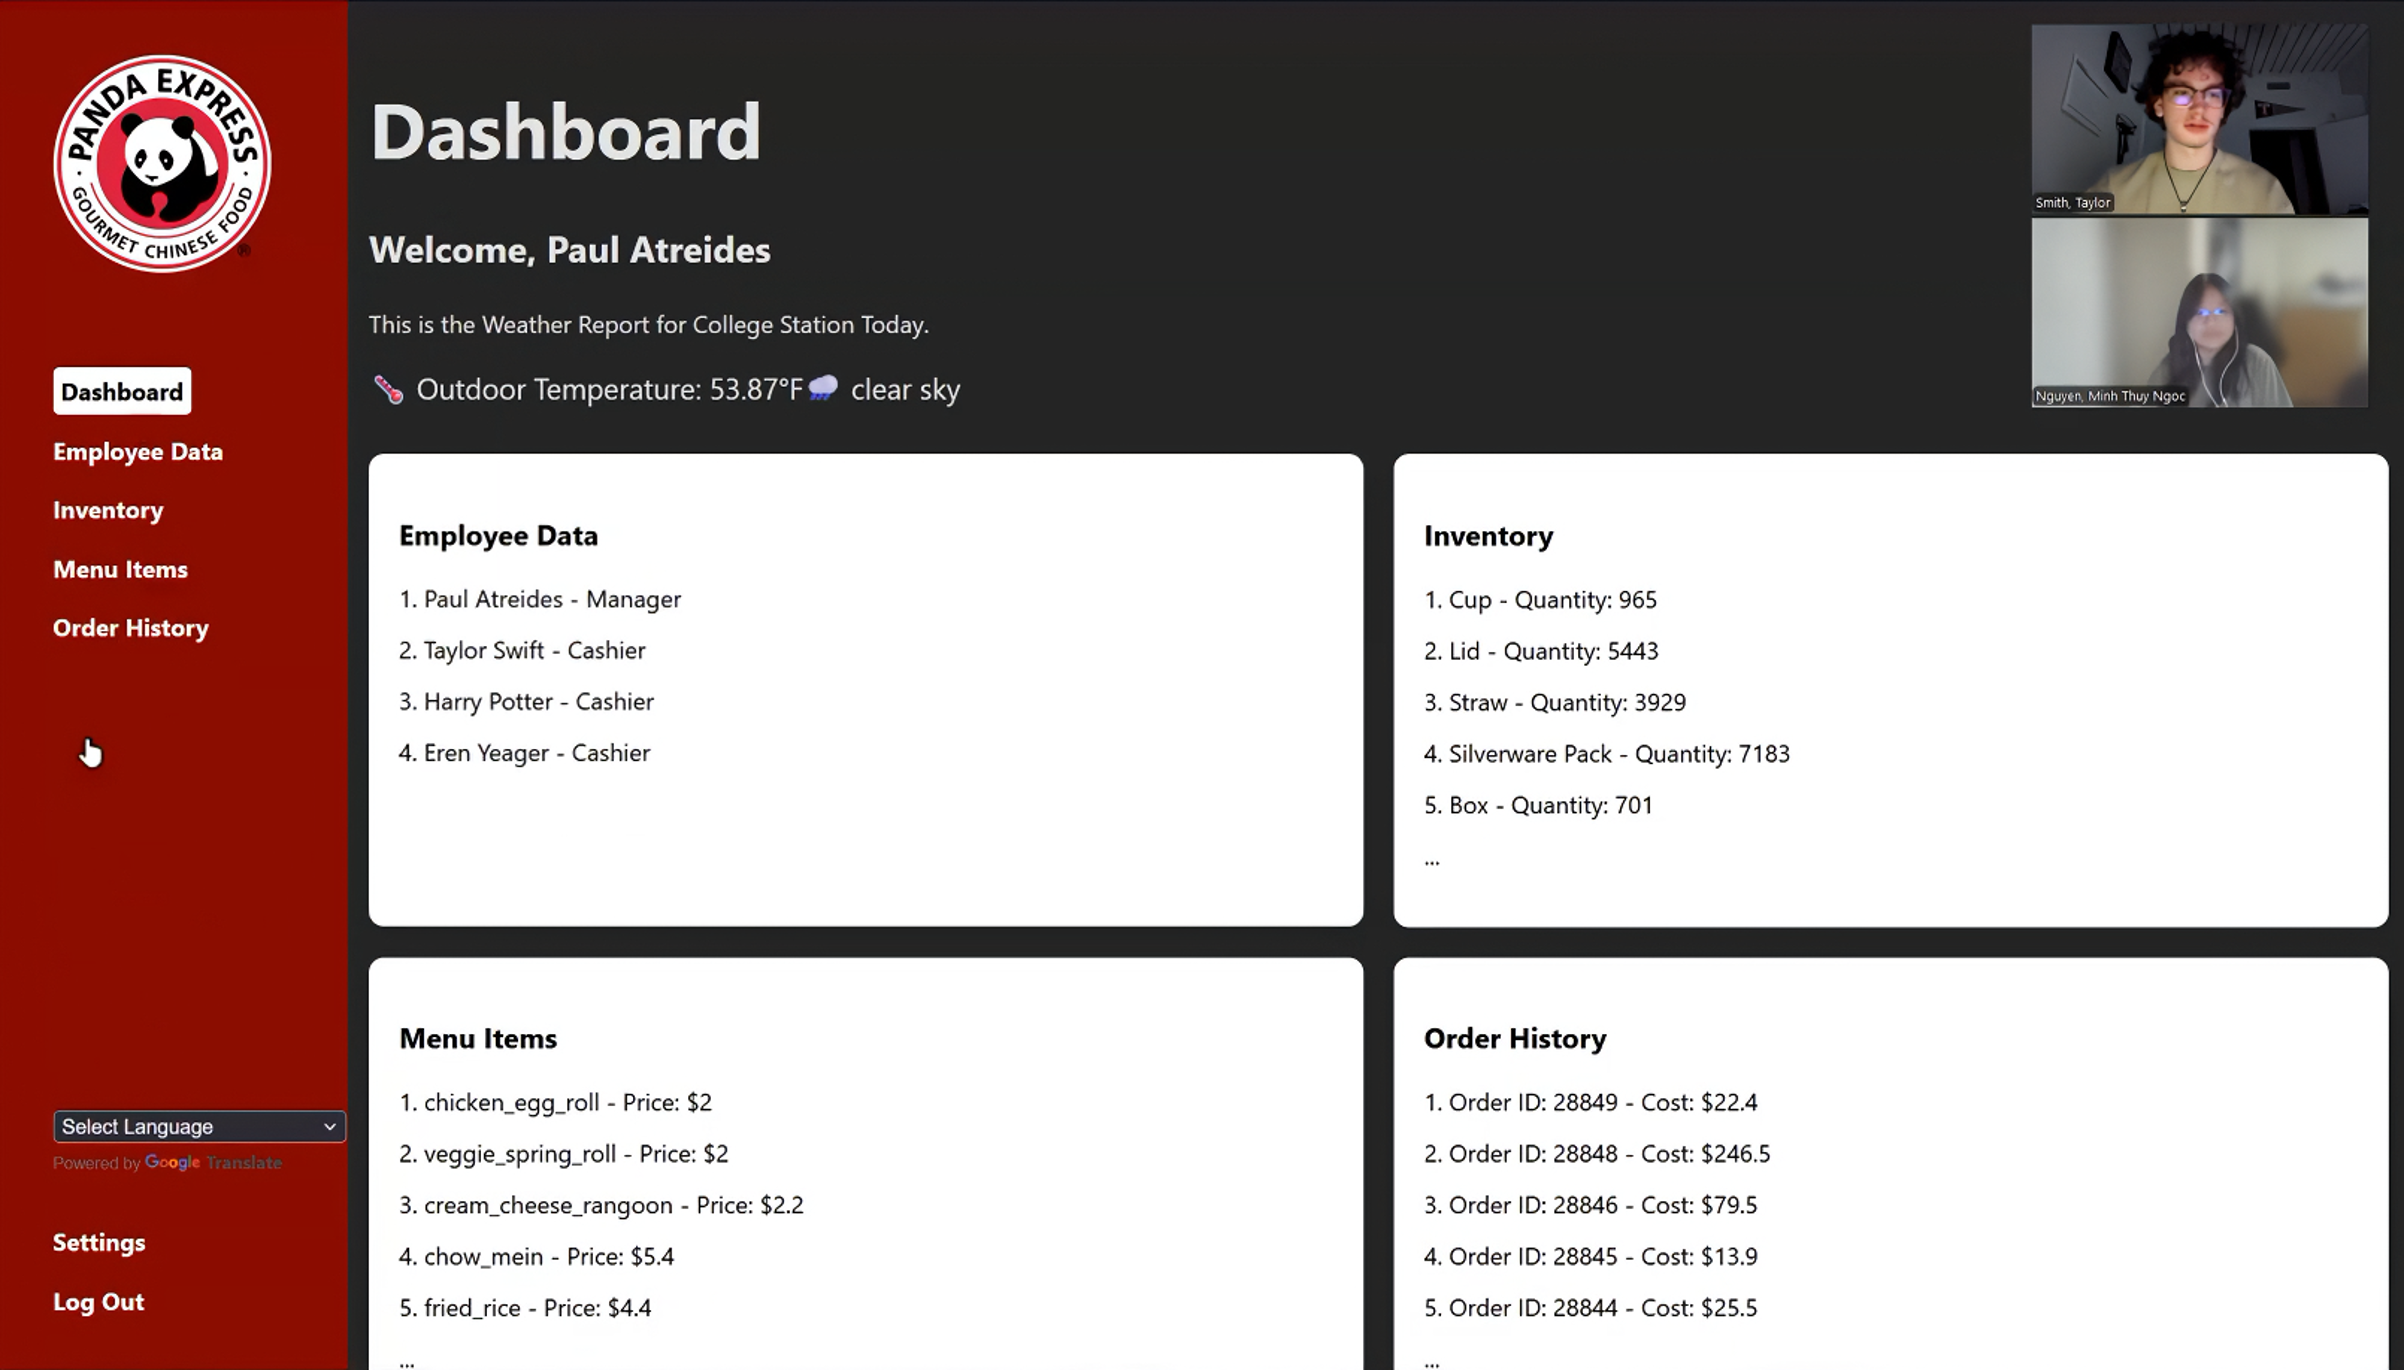 PANDA EXPRESS
GOURMET CHINESE FOOD
®
Dashboard
Employee Data
Inventory
Menu Items
Order History
Select Language
Powered by Google Translate
Settings
Log Out
Dashboard
Welcome, Paul Atreides
This is the Weather Report for College Station Today.
Outdoor Temperature: 53.87°F clear sky
Smith, Taylor
Nguyen, Minh Thuy Ngoc
Employee Data
1. Paul Atreides - Manager
2. Taylor Swift - Cashier
3. Harry Potter - Cashier
4. Eren Yeager - Cashier
Inventory
1. Cup - Quantity: 965
2. Lid - Quantity: 5443
3. Straw - Quantity: 3929
4. Silverware Pack - Quantity: 7183
5. Box - Quantity: 701
...
Menu Items
1. chicken_egg_roll - Price: $2
2. veggie_spring_roll - Price: $2
3. cream_cheese_rangoon - Price: $2.2
4. chow_mein - Price: $5.4
5. fried_rice - Price: $4.4
...
Order History
1. Order ID: 28849 - Cost: $22.4
2. Order ID: 28848 - Cost: $246.5
3. Order ID: 28846 - Cost: $79.5
4. Order ID: 28845 - Cost: $13.9
5. Order ID: 28844 - Cost: $25.5
...